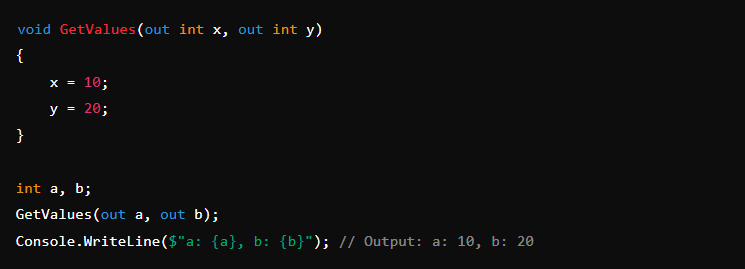 void GetValues(out int x, out int y)
{
    x = 10;
    y = 20;
}

int a, b;
GetValues(out a, out b);
Console.WriteLine($"a: {a}, b: {b}"); // Output: a: 10, b: 20